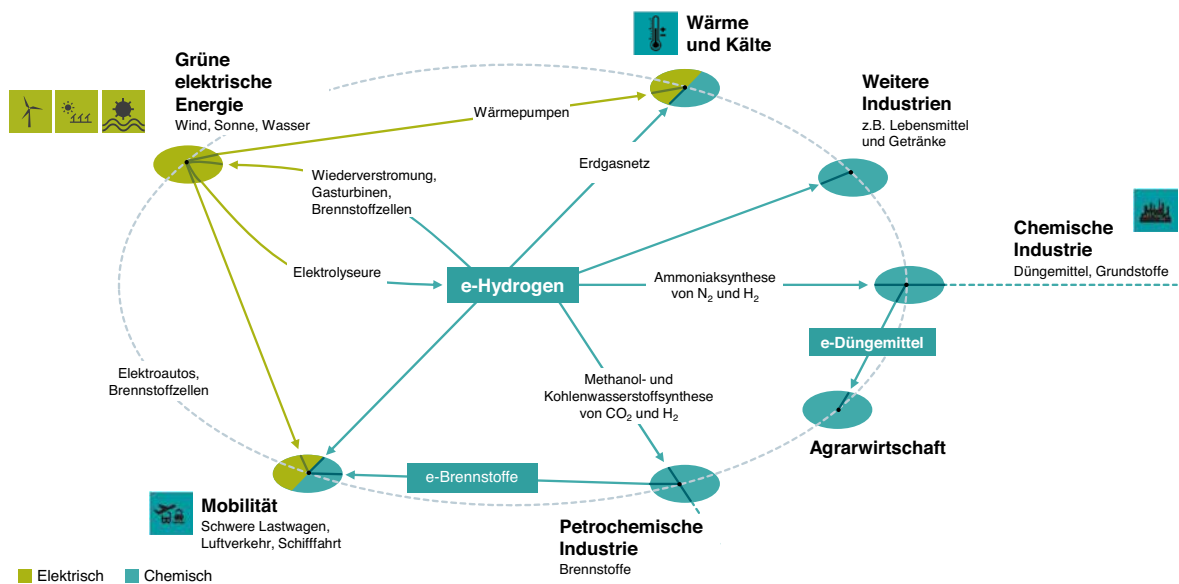 Wärme
und Kälte
Grüne
elektrische
Energie
Wind, Sonne, Wasser
Weitere
Industrien
z.B. Lebensmittel
und Getränke
Wärmepumpen
Erdgasnetz
Wiederverstromung,
Gasturbinen,
Brennstoffzellen
Chemische
Industrie
Düngemittel, Grundstoffe
Elektrolyseure
e-Hydrogen
Ammoniaksynthese
von N₂ und H₂
e-Düngemittel
Elektroautos,
Brennstoffzellen
Methanol- und
Kohlenwasserstoffsynthese
von CO₂ und H₂
Agrarwirtschaft
e-Brennstoffe
Mobilität
Schwere Lastwagen,
Luftverkehr, Schifffahrt
Petrochemische
Industrie
Brennstoffe
Elektrisch
Chemisch